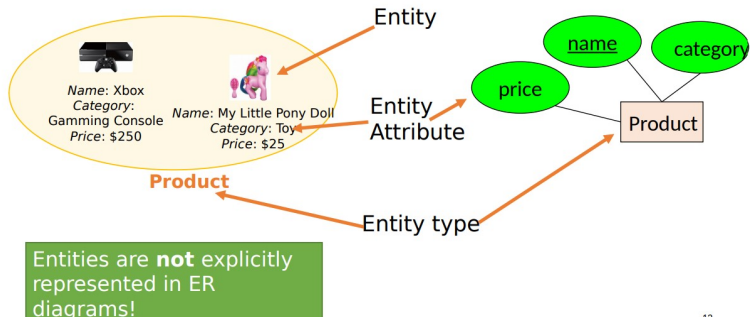 Entity
name
category
price
Name: Xbox
Category:
Gamming Console
Price: $250
Name: My Little Pony Doll
Category: Toy
Price: $25
Entity
Attribute
Product
Product
Entity type
Entities are not explicitly
represented in ER
diagrams!